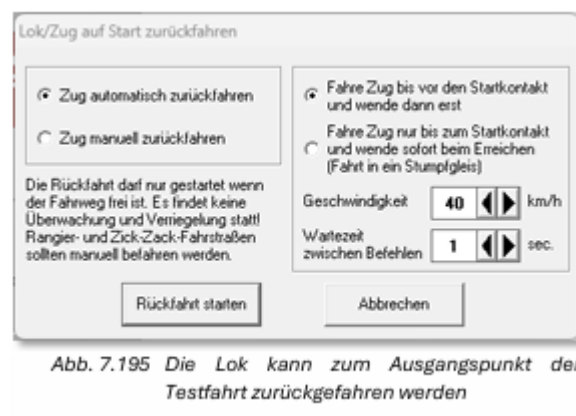 Lok/Zug auf Start zurückfahren
Zug automatisch zurückfahren
Zug manuell zurückfahren
Die Rückfahrt darf nur gestartet wenn
der Fahrweg frei ist. Es findet keine
Überwachung und Verriegelung statt!
Rangier- und Zick-Zack-Fahrstraßen
sollten manuell befahren werden.
Fahre Zug bis vor den Startkontakt
und wende dann erst
Fahre Zug nur bis zum Startkontakt
und wende sofort beim Erreichen
(Fahrt in ein Stumpfgleis)
Geschwindigkeit 40 km/h
Wartezeit
zwischen Befehlen 1 sec.
Rückfahrt starten Abbrechen
Abb. 7.195 Die Lok kann zum Ausgangspunkt der
Testfahrt zurückgefahren werden